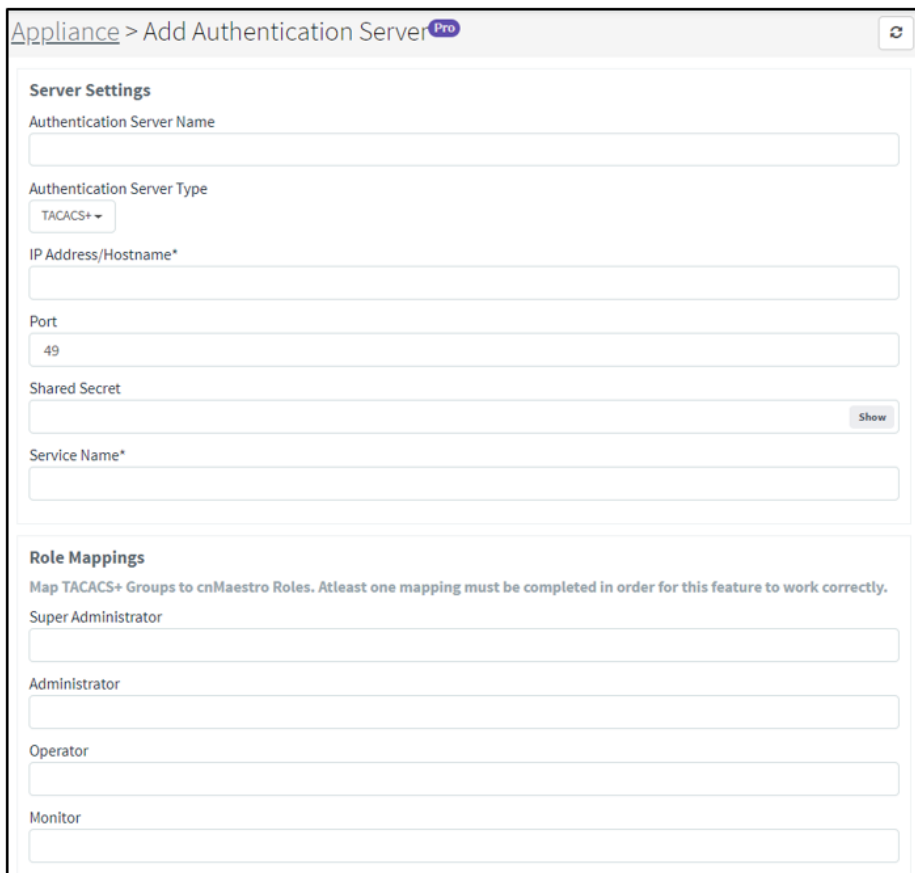 Appliance > Add Authentication Server Pro
Server Settings
Authentication Server Name
Authentication Server Type
TACACS+
IP Address/Hostname*
Port
49
Shared Secret
Show
Service Name*
Role Mappings
Map TACACS+ Groups to cnMaestro Roles. Atleast one mapping must be completed in order for this feature to work correctly.
Super Administrator
Administrator
Operator
Monitor